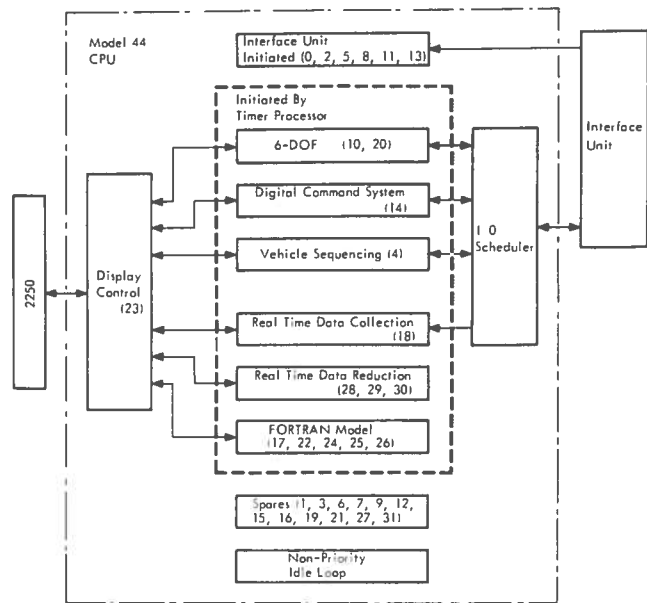 Model 44
CPU
Interface Unit
Initiated (0, 2, 5, 8, 11, 13)
Interface
Unit
Initiated By
Timer Processor
6-DOF (10, 20)
Digital Command System
(14)
Vehicle Sequencing (4)
I O
Scheduler
2250
Display
Control
(23)
Real Time Data Collection
(18)
Real Time Data Reduction
(28, 29, 30)
FORTRAN Model
(17, 22, 24, 25, 26)
Spares (1, 3, 6, 7, 9, 12,
15, 16, 19, 21, 27, 31)
Non-Priority
Idle Loop